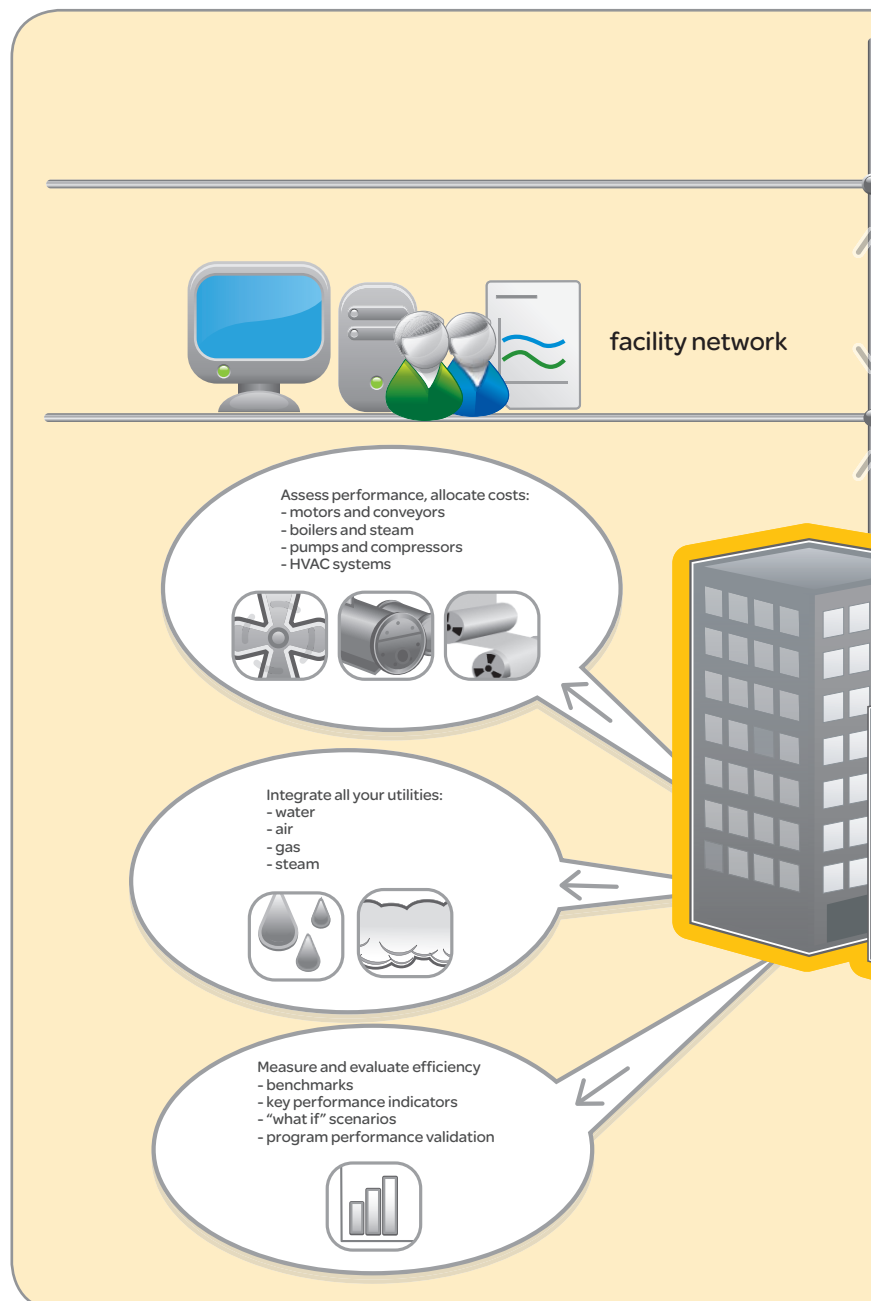 facility network
Assess performance, allocate costs:
- motors and conveyors
- boilers and steam
- pumps and compressors
- HVAC systems
Integrate all your utilities:
- water
- air
- gas
- steam
Measure and evaluate efficiency
- benchmarks
- key performance indicators
- “what if” scenarios
- program performance validation